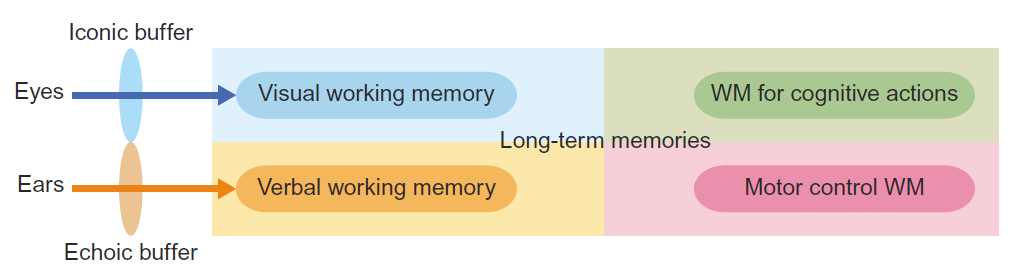 Iconic buffer
Eyes
Visual working memory
WM for cognitive actions
Long-term memories
Ears
Verbal working memory
Motor control WM
Echoic buffer